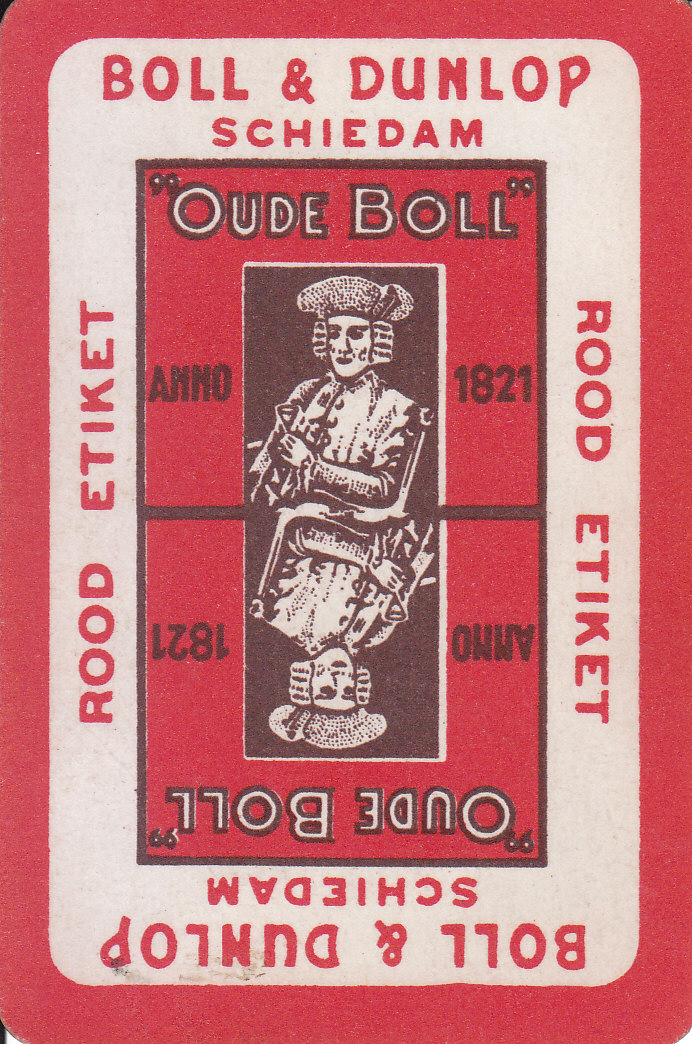 BOLL & DUNLOP
SCHIEDAM
"OUDE BOLL"
ANNO 1821
ROOD ETIKET
ROOD ETIKET
ANNO 1821
"OUDE BOLL"
SCHIEDAM
BOLL & DUNLOP